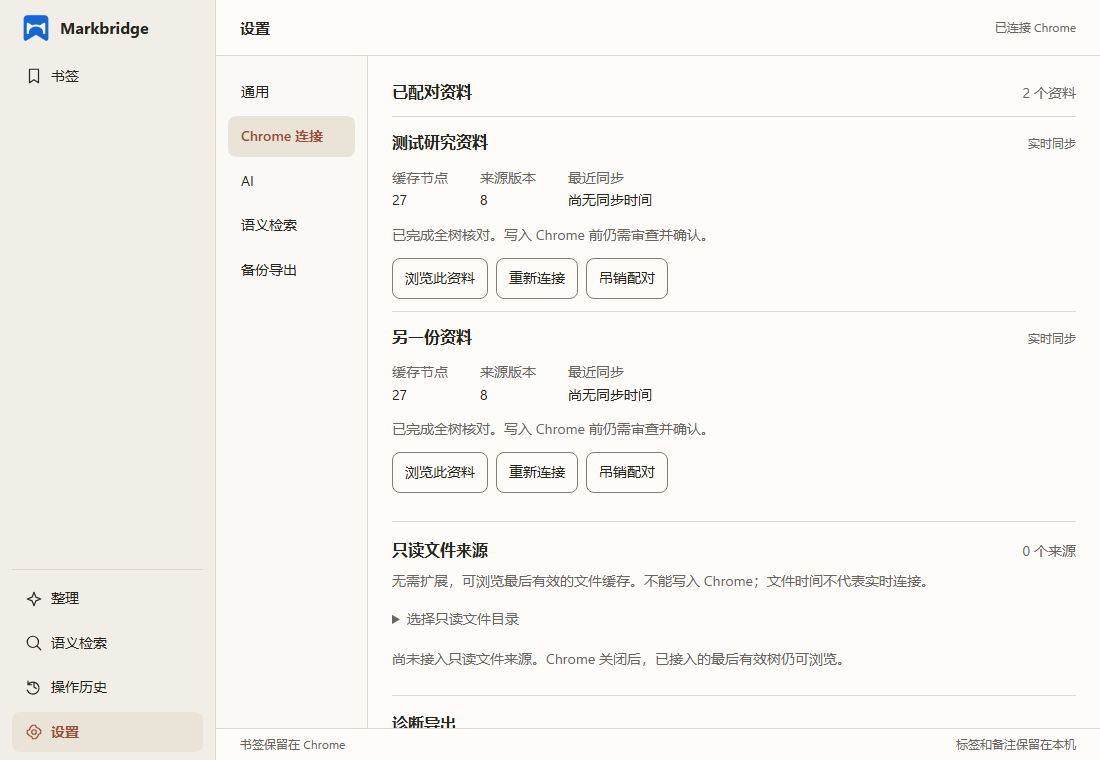 Markbridge
书签
整理
语义检索
操作历史
设置
设置
已连接 Chrome
通用
Chrome 连接
AI
语义检索
备份导出
已配对资料
2 个资料
测试研究资料
实时同步
缓存节点 来源版本 最近同步
27 8 尚无同步时间
已完成全树核对。写入 Chrome 前仍需审查并确认。
浏览此资料 重新连接 吊销配对
另一份资料
实时同步
缓存节点 来源版本 最近同步
27 8 尚无同步时间
已完成全树核对。写入 Chrome 前仍需审查并确认。
浏览此资料 重新连接 吊销配对
只读文件来源
0 个来源
无需扩展，可浏览最后有效的文件缓存。不能写入 Chrome；文件时间不代表实时连接。
选择只读文件目录
尚未接入只读文件来源。Chrome 关闭后，已接入的最后有效树仍可浏览。
诊断导出
书签保留在 Chrome
标签和备注保留在本机